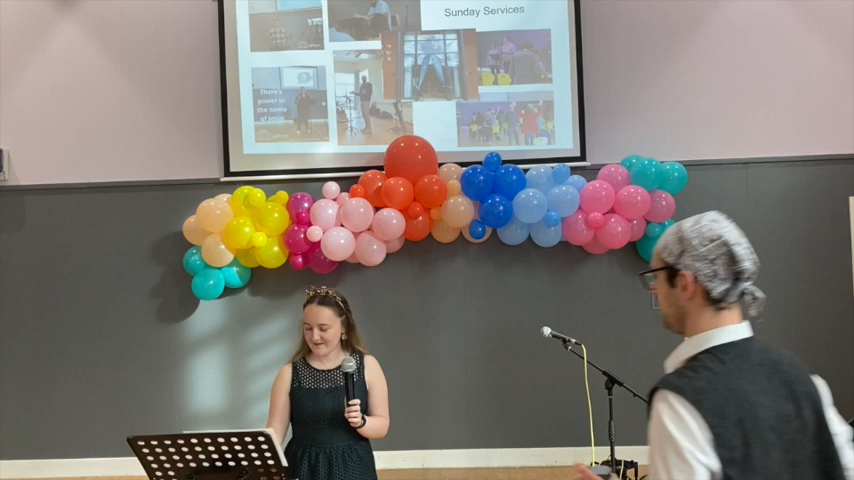 Sunday Services
There's
power in
the name
of Jesus